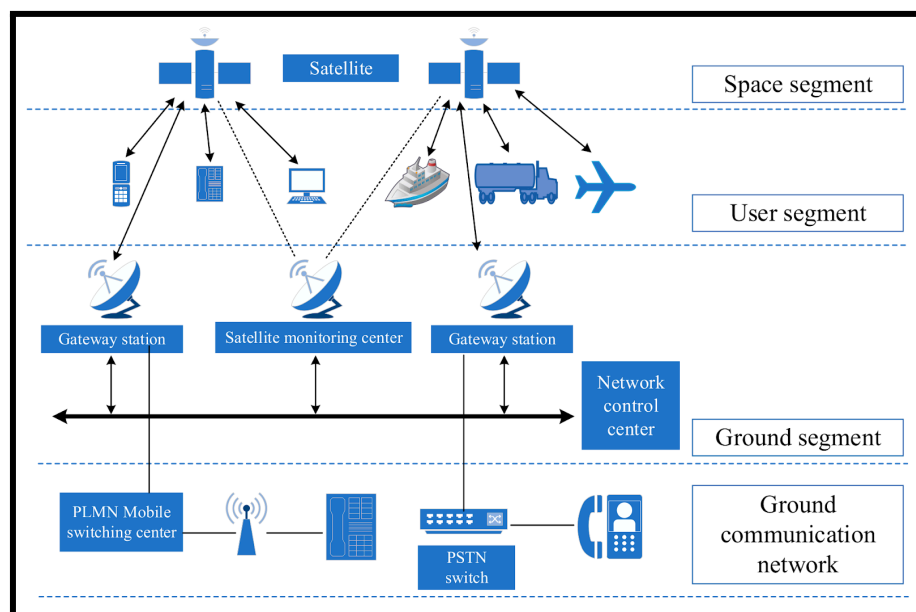 Satellite
Space segment
User segment
Gateway station
Satellite monitoring center
Gateway station
Network
control
center
Ground segment
PLMN Mobile
switching center
PSTN
switch
Ground
communication
network